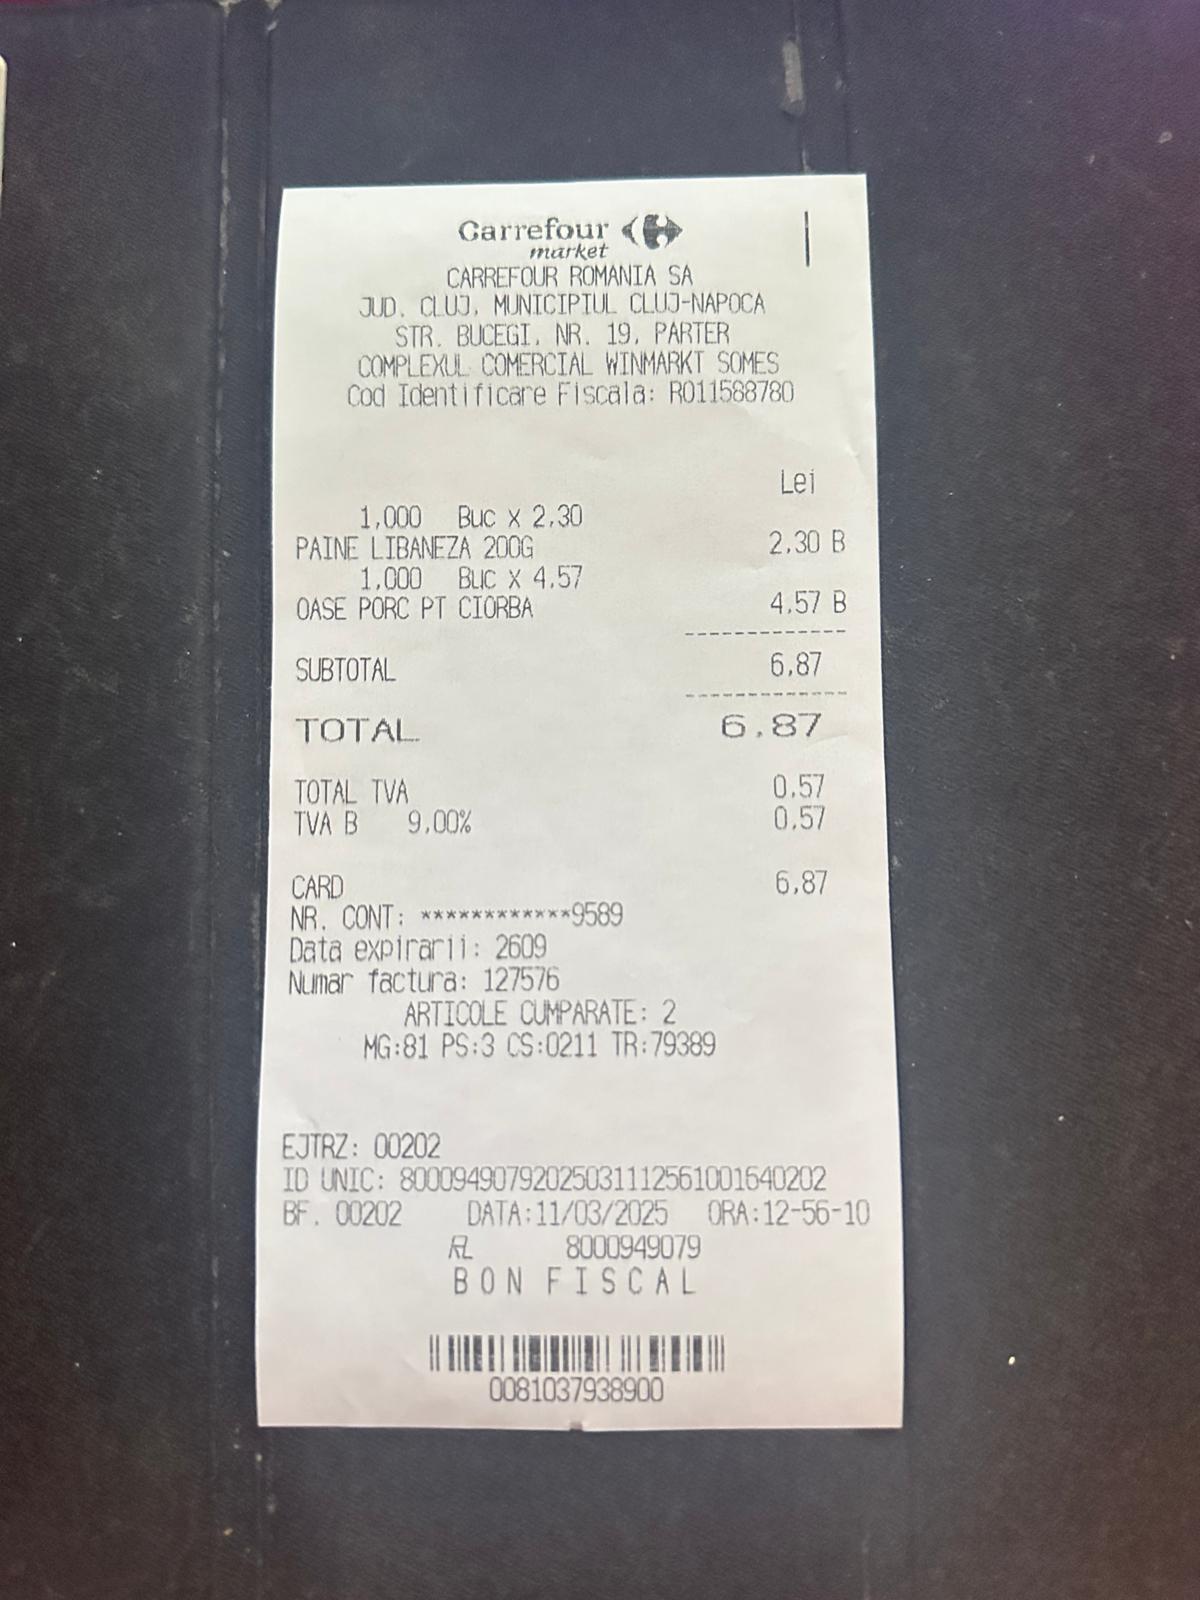 Carrefour
market
CARREFOUR ROMANIA SA
JUD. CLUJ, MUNICIPIUL CLUJ-NAPOCA
STR. BUCEGI, NR. 19, PARTER
COMPLEXUL COMERCIAL WINMARKT SOMES
Cod Identificare Fiscala: RO11588780
Lei
1,000 Buc x 2,30
PAINE LIBANEZA 200G 2,30 B
1,000 Buc x 4,57
OASE PORC PT CIORBA 4,57 B
SUBTOTAL 6,87
TOTAL 6,87
TOTAL TVA 0,57
TVA B 9,00% 0,57
CARD 6,87
NR. CONT: ************9589
Data expirarii: 2609
Numar factura: 127576
ARTICOLE CUMPARATE: 2
MG:81 PS:3 CS:0211 TR:79389
EJTRZ: 00202
ID UNIC: 80009490792025031112561001640202
BF. 00202 DATA:11/03/2025 ORA:12-56-10
8000949079
BON FISCAL
0081037938900